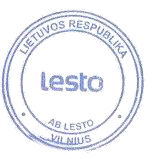 LIETUVOS RESPUBLIKA
lesto
AB LESTO
VILNIUS